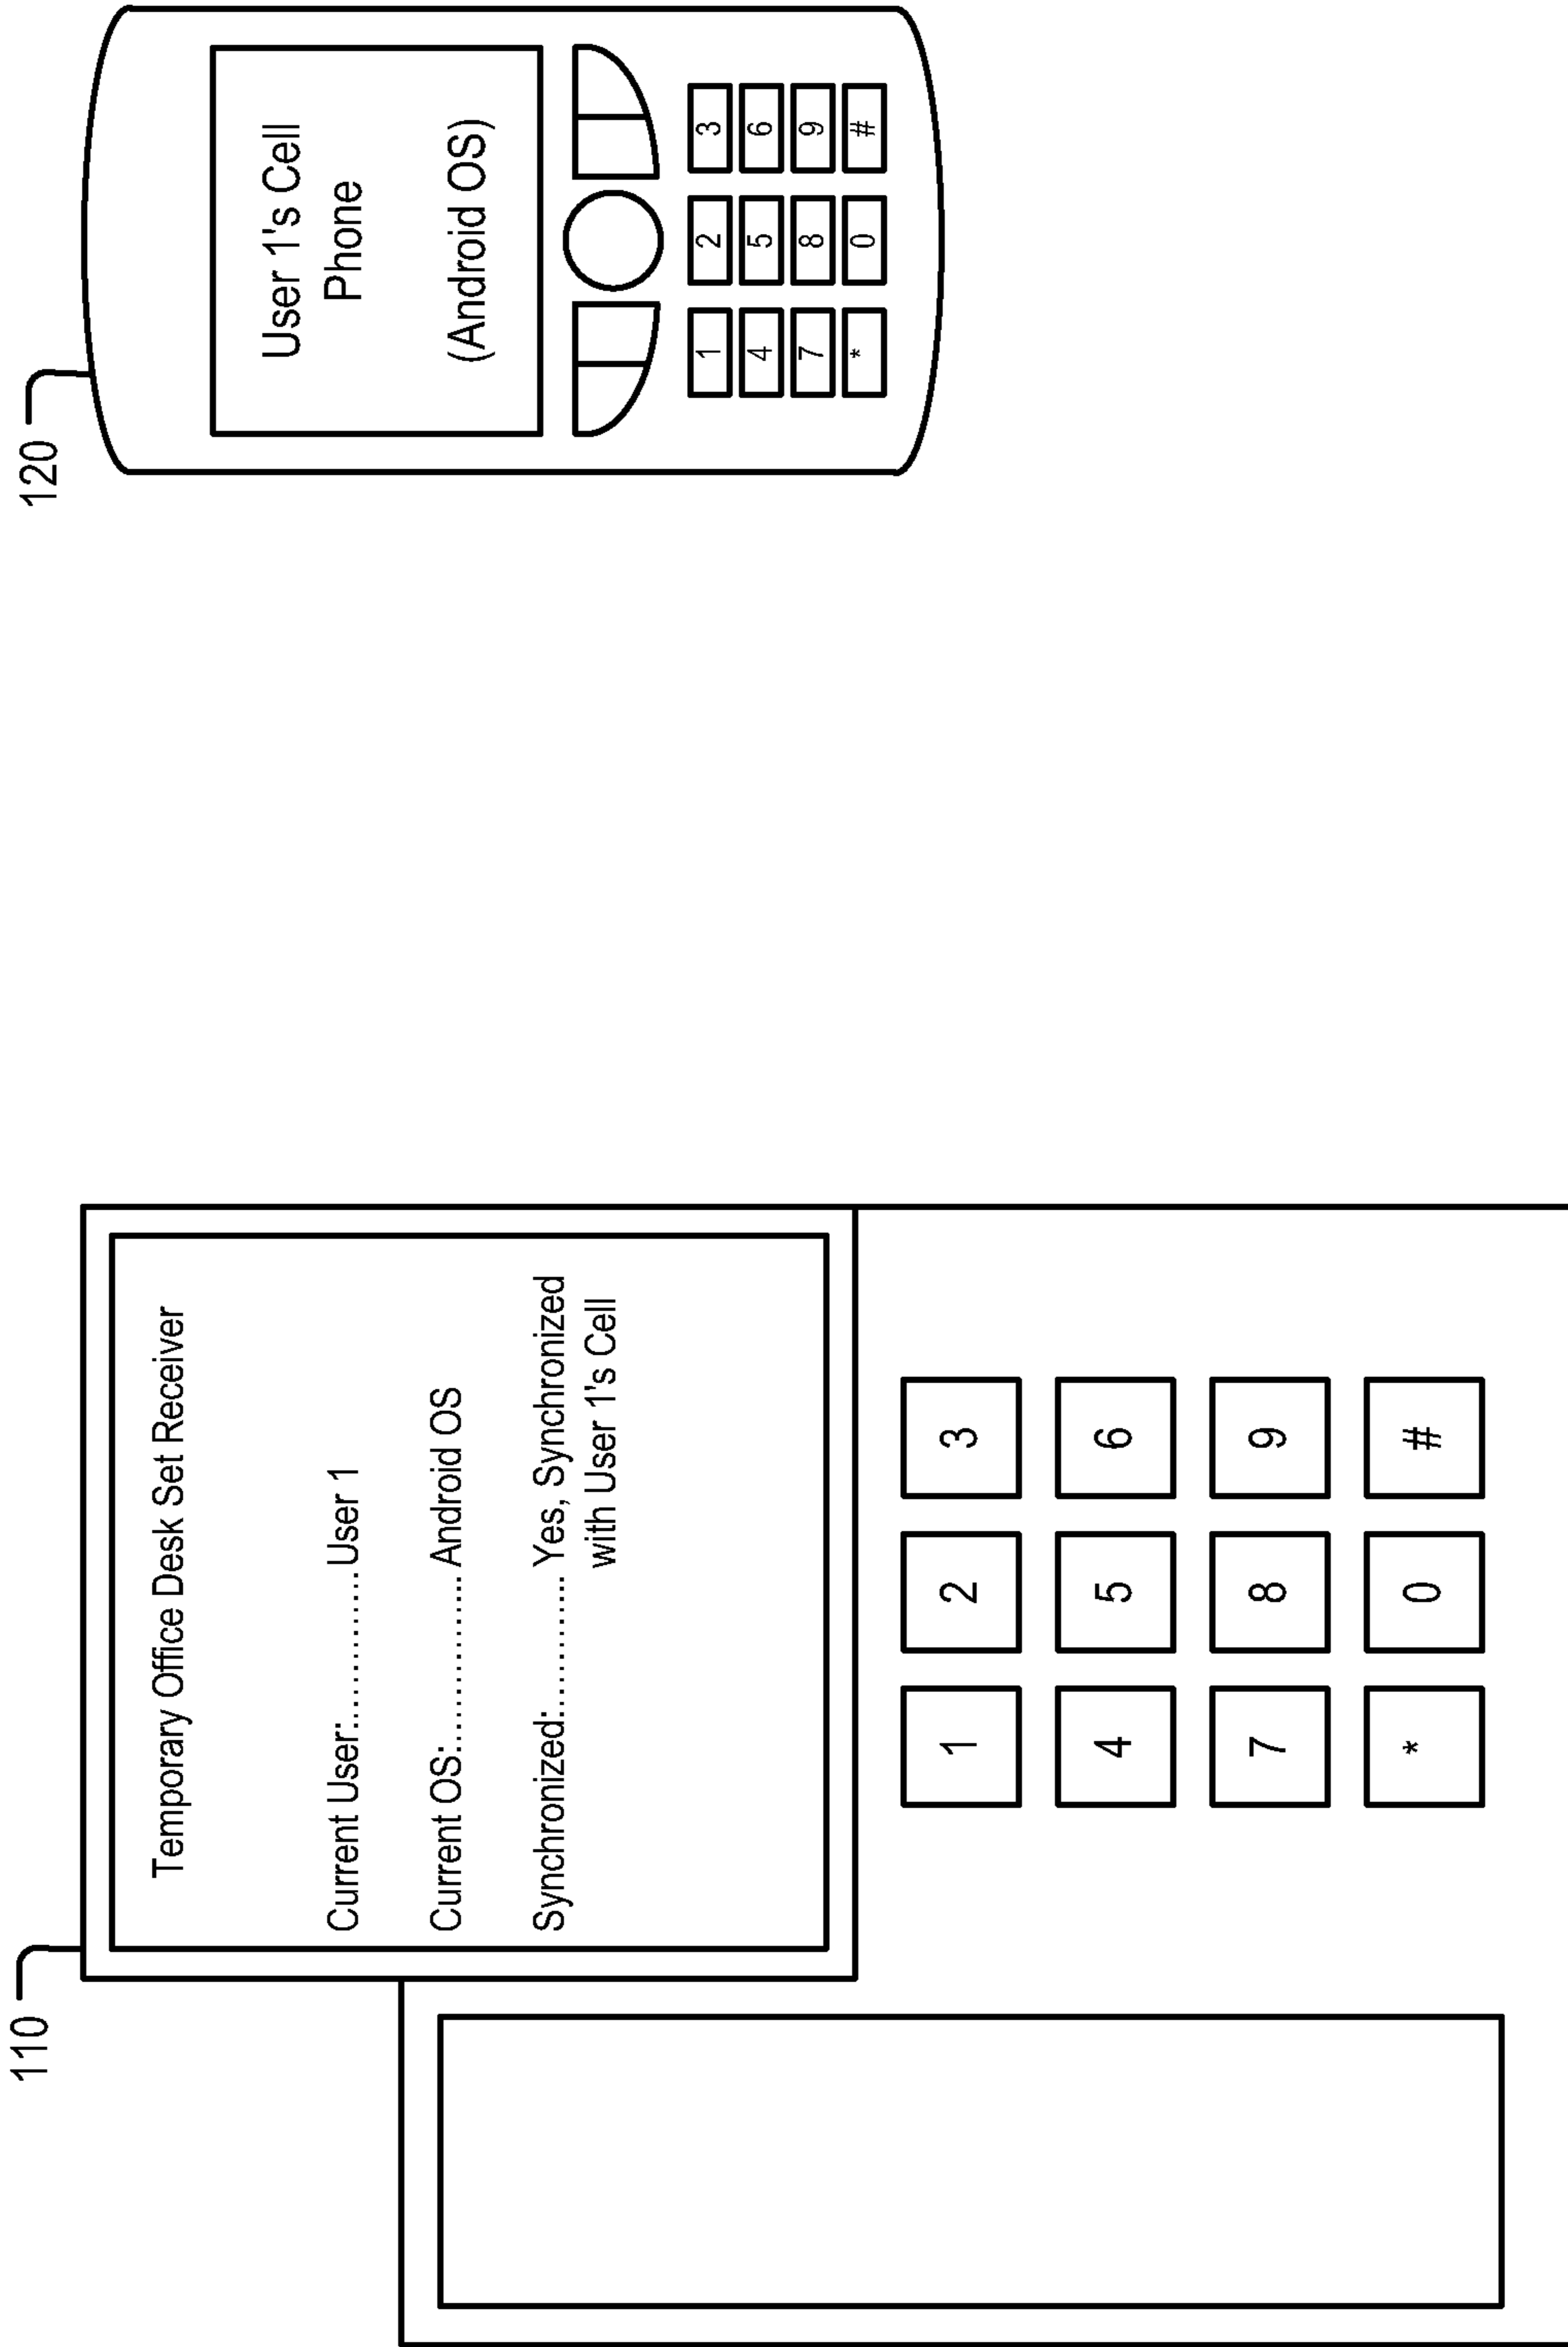 110
Temporary Office Desk Set Receiver
Current User:.............. User 1
Current OS:................. Android OS
Synchronized:............. Yes, Synchronized
with User 1's Cell
1 2 3
4 5 6
7 8 9
* 0 #
120
User 1's Cell
Phone
(Android OS)
1 2 3
4 5 6
7 8 9
* 0 #